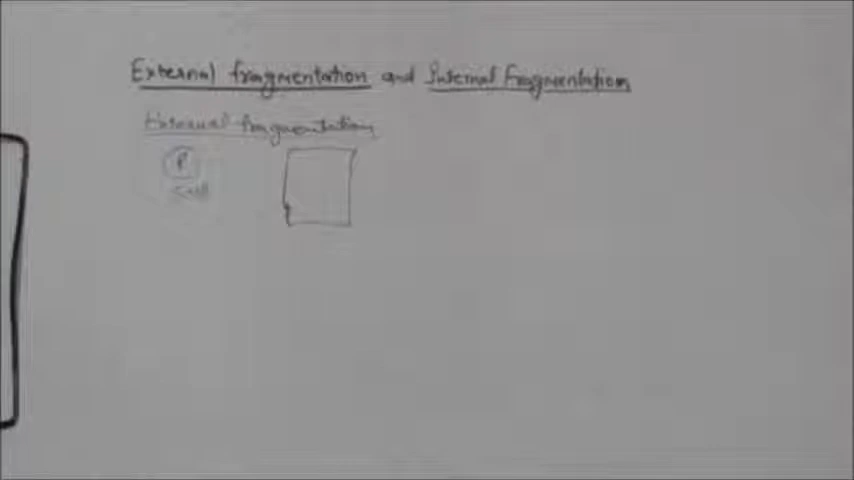 External fragmentation and Internal Fragmentation
External fragmentation
P